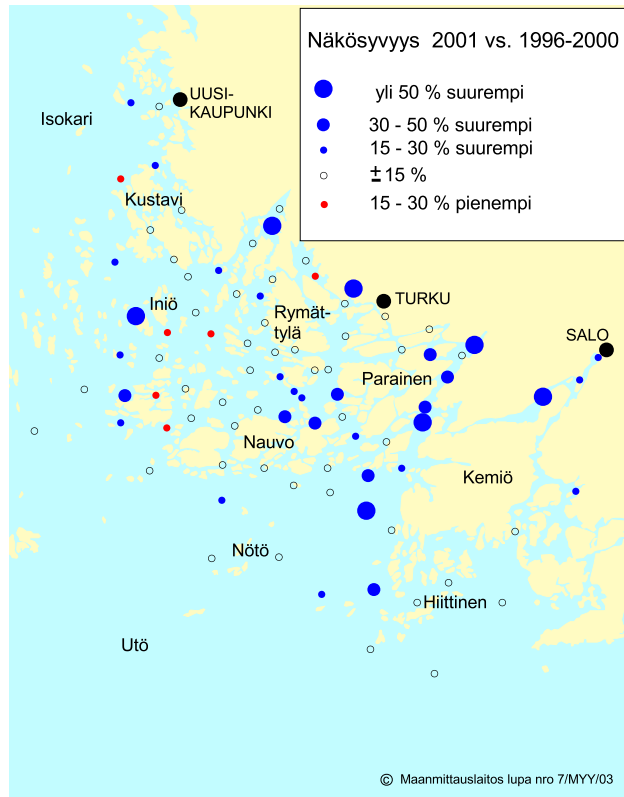 Näkösyvyys 2001 vs. 1996-2000
yli 50 % suurempi
30 - 50 % suurempi
15 - 30 % suurempi
± 15 %
15 - 30 % pienempi
UUSI-
KAUPUNKI
Isokari
Kustavi
Iniö
Rymät-
tylä
TURKU
SALO
Parainen
Nauvo
Kemiö
Nötö
Hiittinen
Utö
© Maanmittauslaitos lupa nro 7/MYY/03